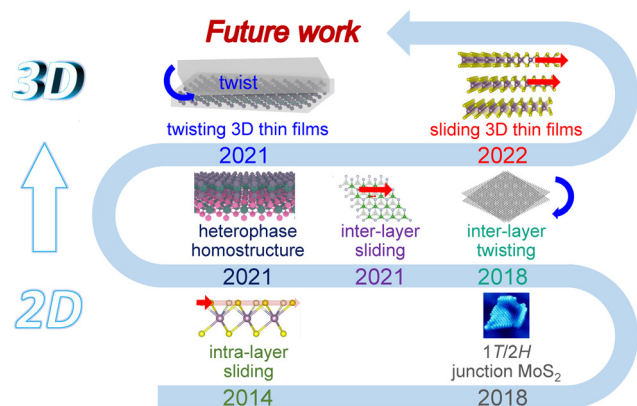 Future work
3D
twist
twisting 3D thin films
sliding 3D thin films
2021
2022
heterophase
homostructure
inter-layer
sliding
inter-layer
twisting
2021
2021
2018
2D
intra-layer
sliding
1T/2H
junction MoS₂
2014
2018